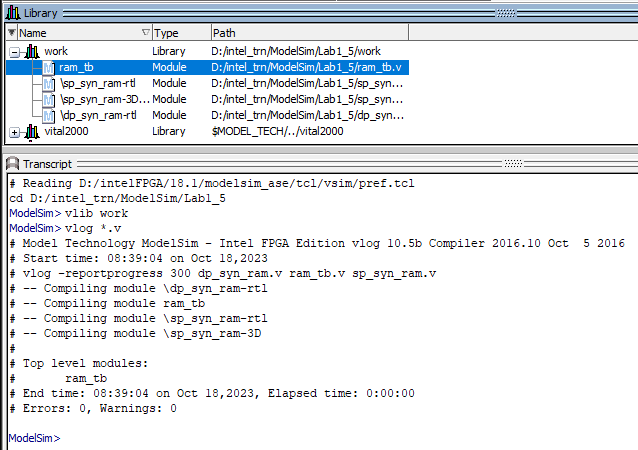 Library
Name Type Path
work Library D:/intel_trn/ModelSim/Lab1_5/work
ram_tb Module D:/intel_trn/ModelSim/Lab1_5/ram_tb.v
\sp_syn_ram-rtl Module D:/intel_trn/ModelSim/Lab1_5/sp_syn...
\sp_syn_ram-3D... Module D:/intel_trn/ModelSim/Lab1_5/sp_syn...
\dp_syn_ram-rtl Module D:/intel_trn/ModelSim/Lab1_5/dp_syn...
vital2000 Library $MODEL_TECH/../vital2000
Transcript
# Reading D:/intelFPGA/18.1/modelsim_ase/tcl/vsim/pref.tcl
cd D:/intel_trn/ModelSim/Lab1_5
ModelSim> vlib work
ModelSim> vlog *.v
# Model Technology ModelSim - Intel FPGA Edition vlog 10.5b Compiler 2016.10 Oct  5 2016
# Start time: 08:39:04 on Oct 18,2023
# vlog -reportprogress 300 dp_syn_ram.v ram_tb.v sp_syn_ram.v
# -- Compiling module \dp_syn_ram-rtl
# -- Compiling module ram_tb
# -- Compiling module \sp_syn_ram-rtl
# -- Compiling module \sp_syn_ram-3D
#
# Top level modules:
#       ram_tb
# End time: 08:39:04 on Oct 18,2023, Elapsed time: 0:00:00
# Errors: 0, Warnings: 0
ModelSim>